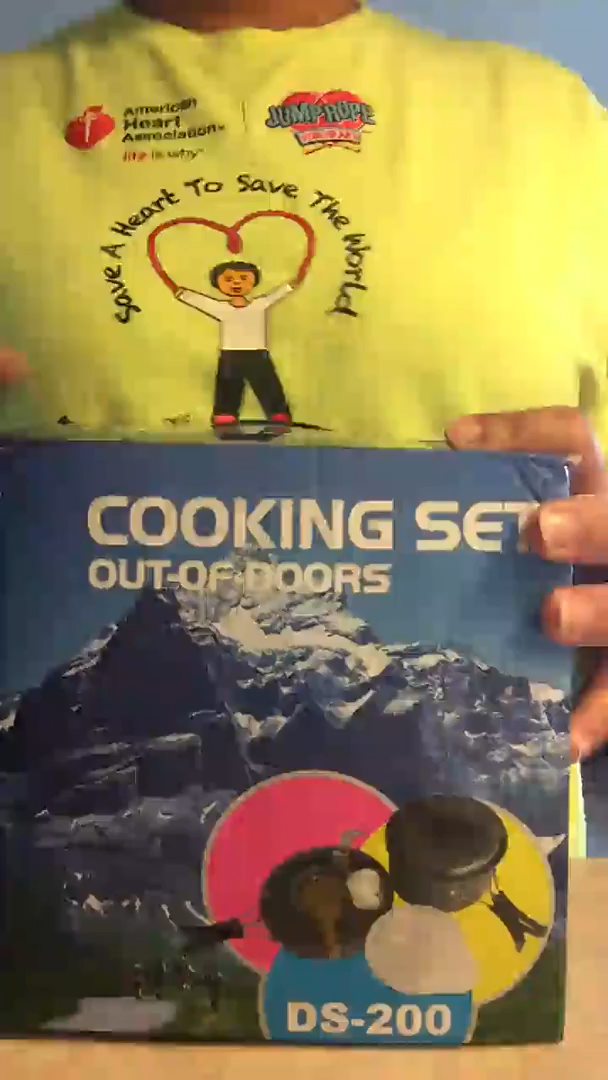 American
Heart
Association
life is why
JUMP ROPE
Save A Heart To Save The World
COOKING SET
OUT-OF-DOORS
DS-200